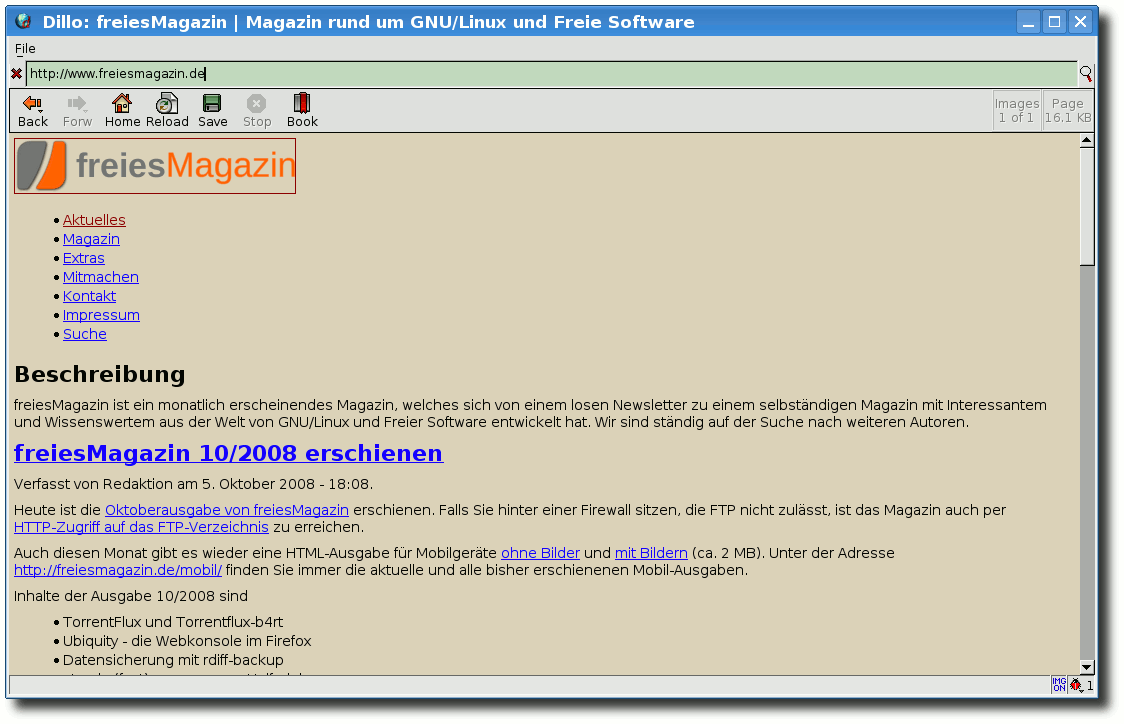 Dillo: freiesMagazin | Magazin rund um GNU/Linux und Freie Software
File
http://www.freiesmagazin.de
Back Forw Home Reload Save Stop Book
Images
1 of 1
Page
16.1 KB
freiesMagazin
Aktuelles
Magazin
Extras
Mitmachen
Kontakt
Impressum
Suche
Beschreibung
freiesMagazin ist ein monatlich erscheinendes Magazin, welches sich von einem losen Newsletter zu einem selbständigen Magazin mit Interessantem
und Wissenswertem aus der Welt von GNU/Linux und Freier Software entwickelt hat. Wir sind ständig auf der Suche nach weiteren Autoren.
freiesMagazin 10/2008 erschienen
Verfasst von Redaktion am 5. Oktober 2008 - 18:08.
Heute ist die Oktoberausgabe von freiesMagazin erschienen. Falls Sie hinter einer Firewall sitzen, die FTP nicht zulässt, ist das Magazin auch per
HTTP-Zugriff auf das FTP-Verzeichnis zu erreichen.
Auch diesen Monat gibt es wieder eine HTML-Ausgabe für Mobilgeräte ohne Bilder und mit Bildern (ca. 2 MB). Unter der Adresse
http://freiesmagazin.de/mobil/ finden Sie immer die aktuelle und alle bisher erschienenen Mobil-Ausgaben.
Inhalte der Ausgabe 10/2008 sind
TorrentFlux und Torrentflux-b4rt
Ubiquity - die Webkonsole im Firefox
Datensicherung mit rdiff-backup
IMG
ON
1